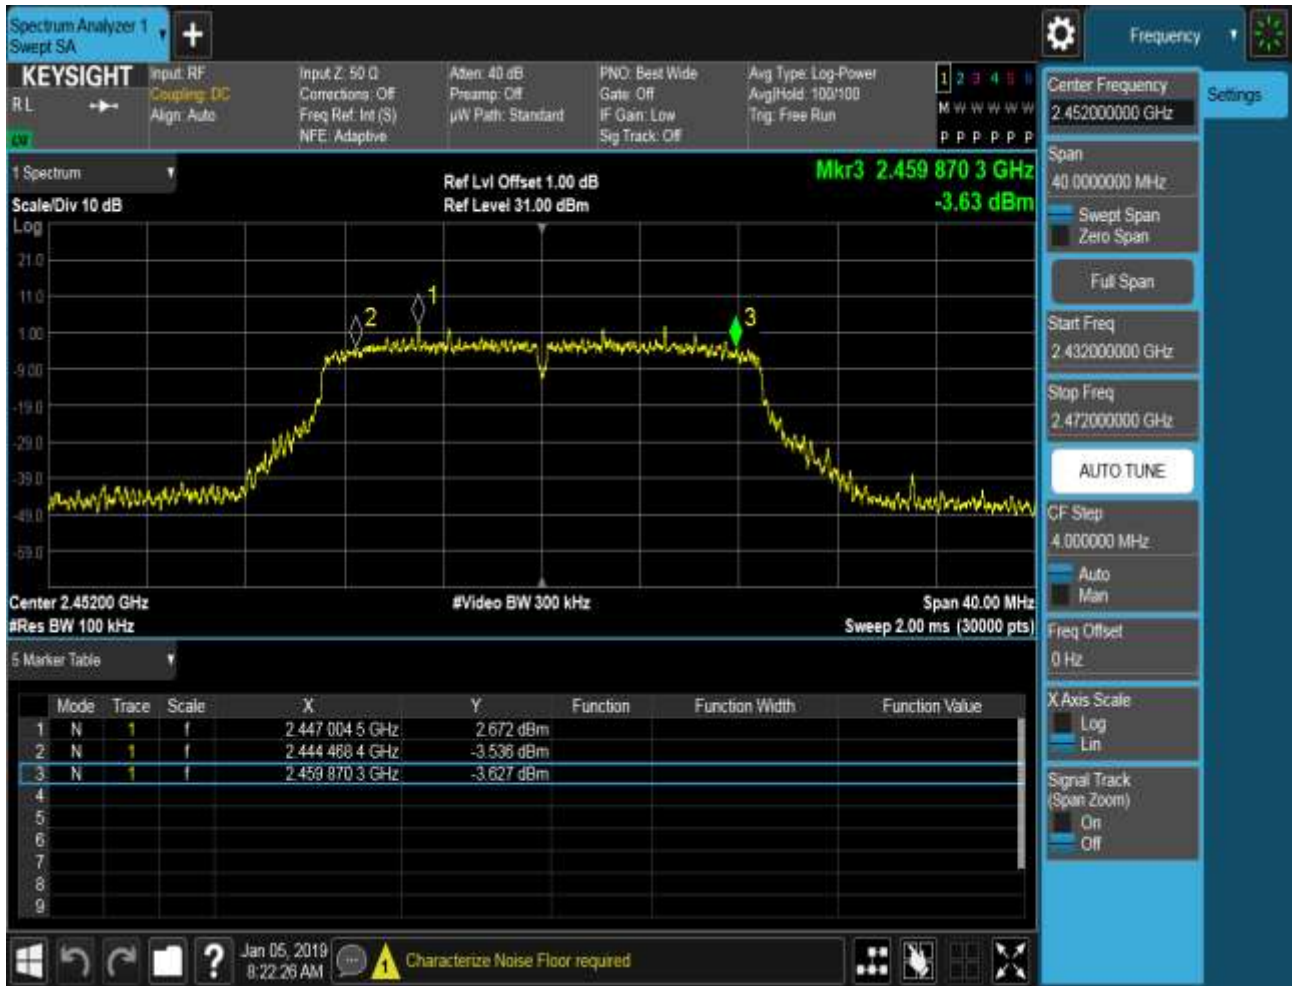 Spectrum Analyzer 1
Swept SA
+
Frequency
KEYSIGHT
RL
LXI
Input: RF
Coupling: DC
Align: Auto
Input Z: 50 Ω
Corrections: Off
Freq Ref: Int (S)
NFE: Adaptive
Atten: 40 dB
Preamp: Off
µW Path: Standard
PNO: Best Wide
Gate: Off
IF Gain: Low
Sig Track: Off
Avg Type: Log-Power
Avg|Hold: 100/100
Trig: Free Run
1 2 3 4 5 6
M W W W W W
P P P P P P
1 Spectrum
Scale/Div 10 dB
Ref Lvl Offset 1.00 dB
Ref Level 31.00 dBm
Mkr3 2.459 870 3 GHz
-3.63 dBm
Log
21.0
11.0
1.00
-9.00
-19.0
-29.0
-39.0
-49.0
-59.0
1
2
3
Center 2.45200 GHz
#Res BW 100 kHz
#Video BW 300 kHz
Span 40.00 MHz
Sweep 2.00 ms (30000 pts)
5 Marker Table
Mode Trace Scale X Y Function Function Width Function Value
1 N 1 f 2.447 004 5 GHz 2.672 dBm
2 N 1 f 2.444 468 4 GHz -3.536 dBm
3 N 1 f 2.459 870 3 GHz -3.627 dBm
4
5
6
7
8
9
Center Frequency
2.452000000 GHz
Settings
Span
40.0000000 MHz
Swept Span
Zero Span
Full Span
Start Freq
2.432000000 GHz
Stop Freq
2.472000000 GHz
AUTO TUNE
CF Step
4.000000 MHz
Auto
Man
Freq Offset
0 Hz
X Axis Scale
Log
Lin
Signal Track
(Span Zoom)
On
Off
?
Jan 05, 2019
8:22:26 AM
1
Characterize Noise Floor required